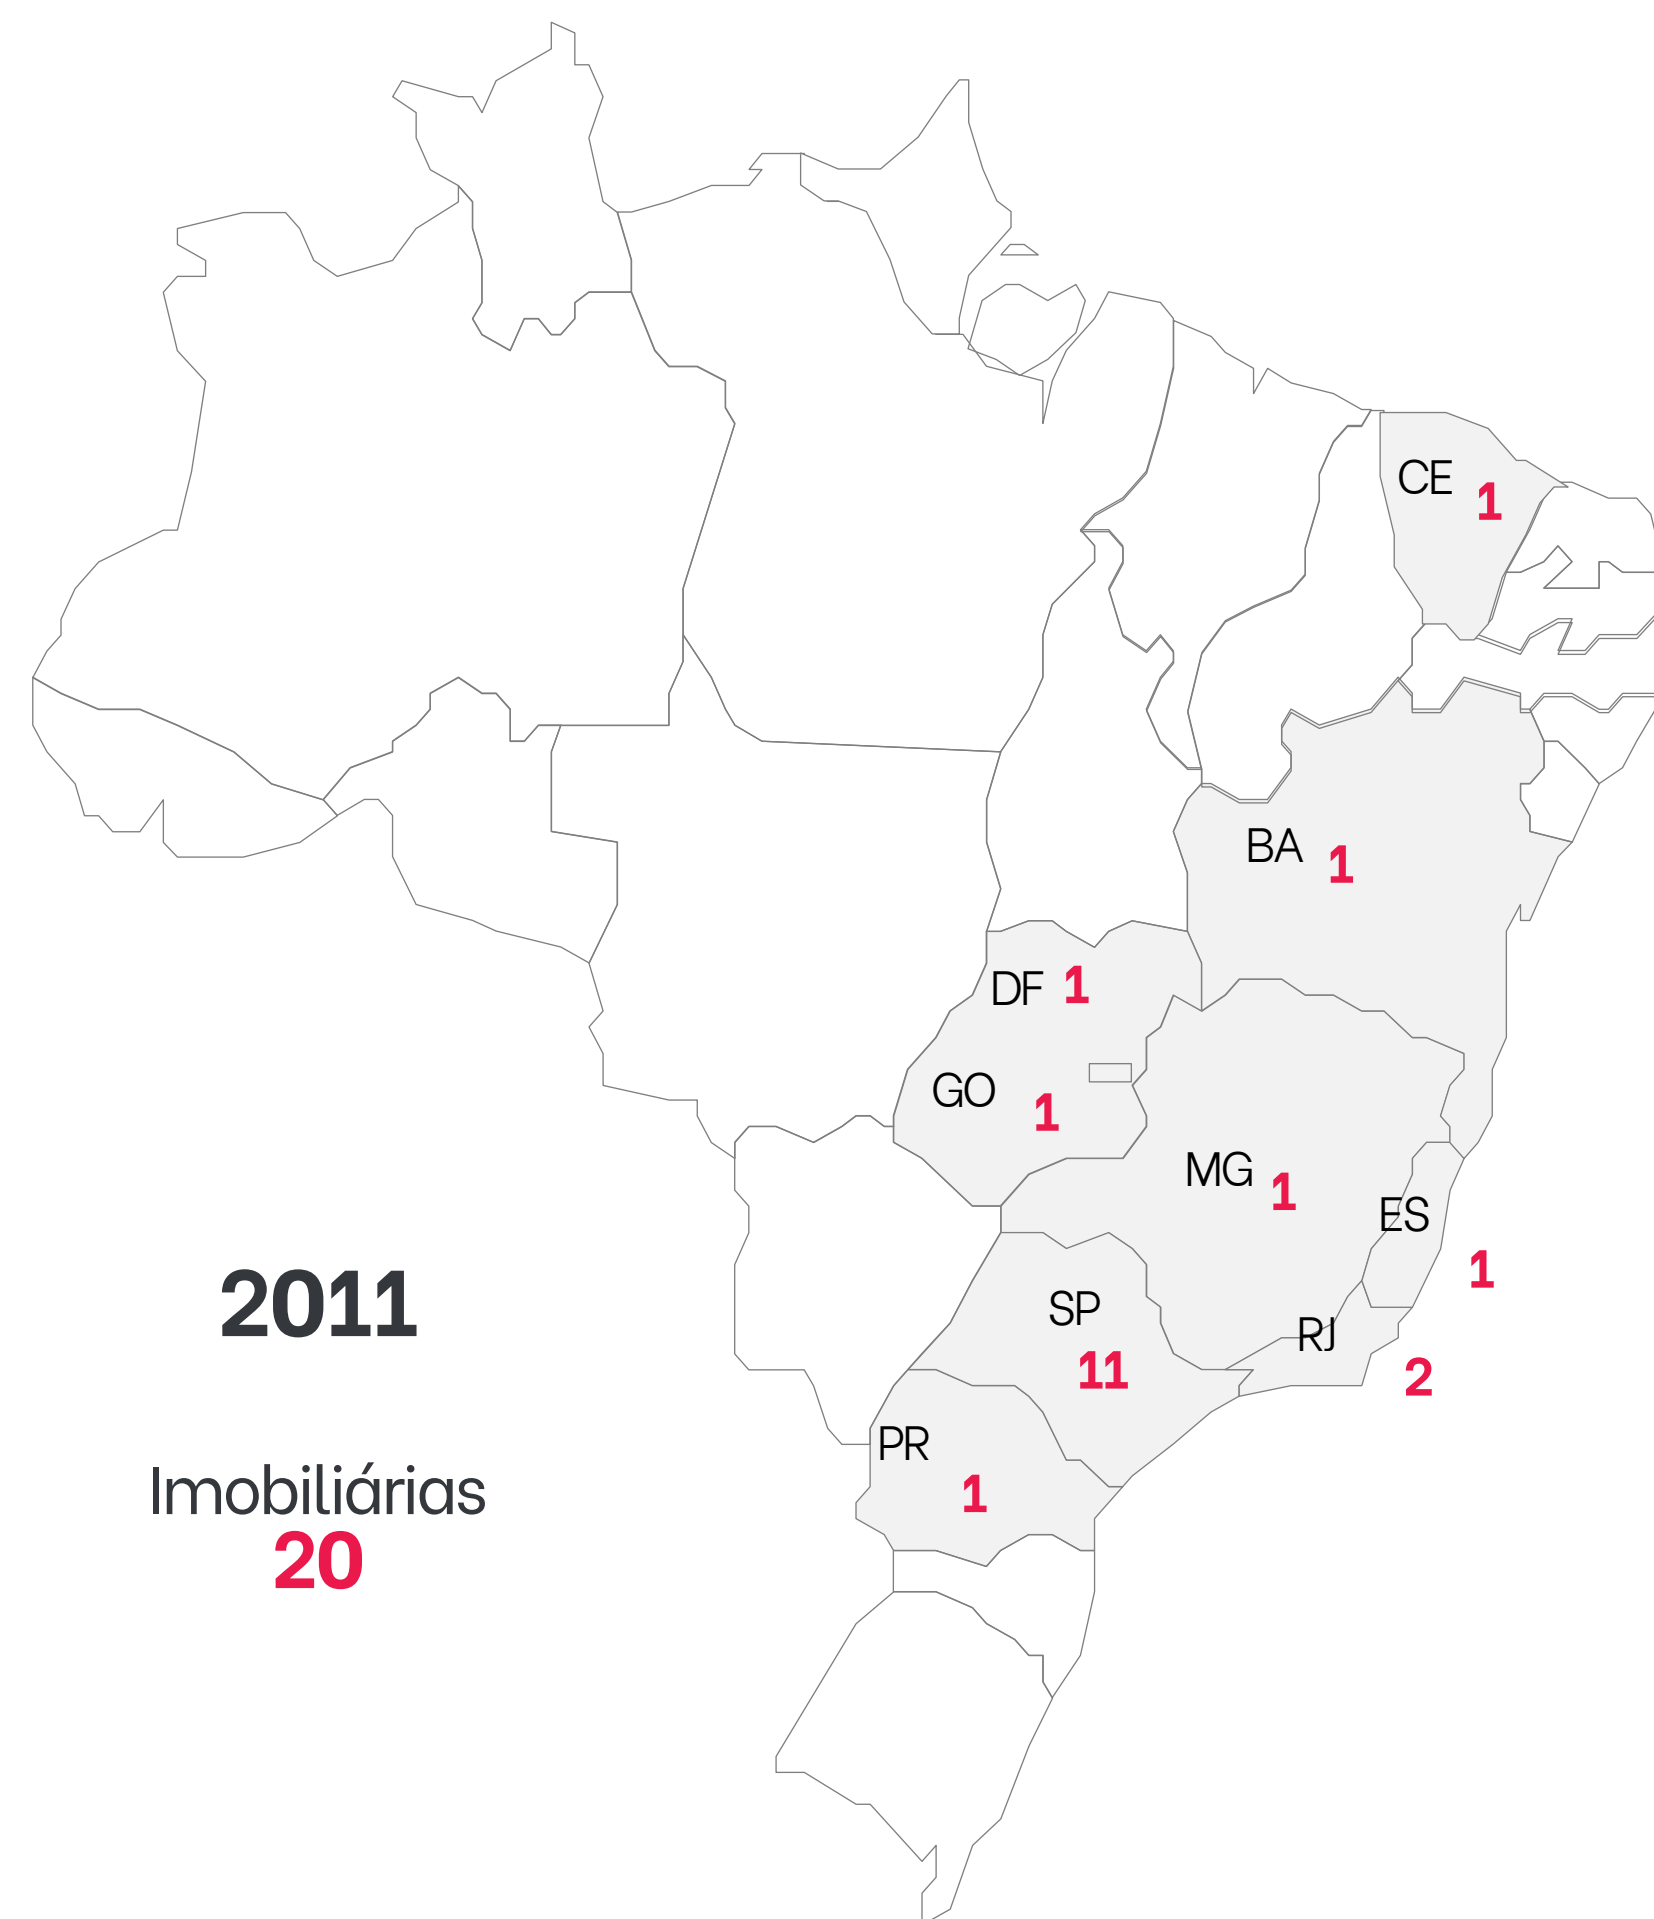 CE 1
BA 1
DF 1
GO 1
MG 1
ES 1
SP 11
RJ 2
PR 1
2011
Imobiliárias
20